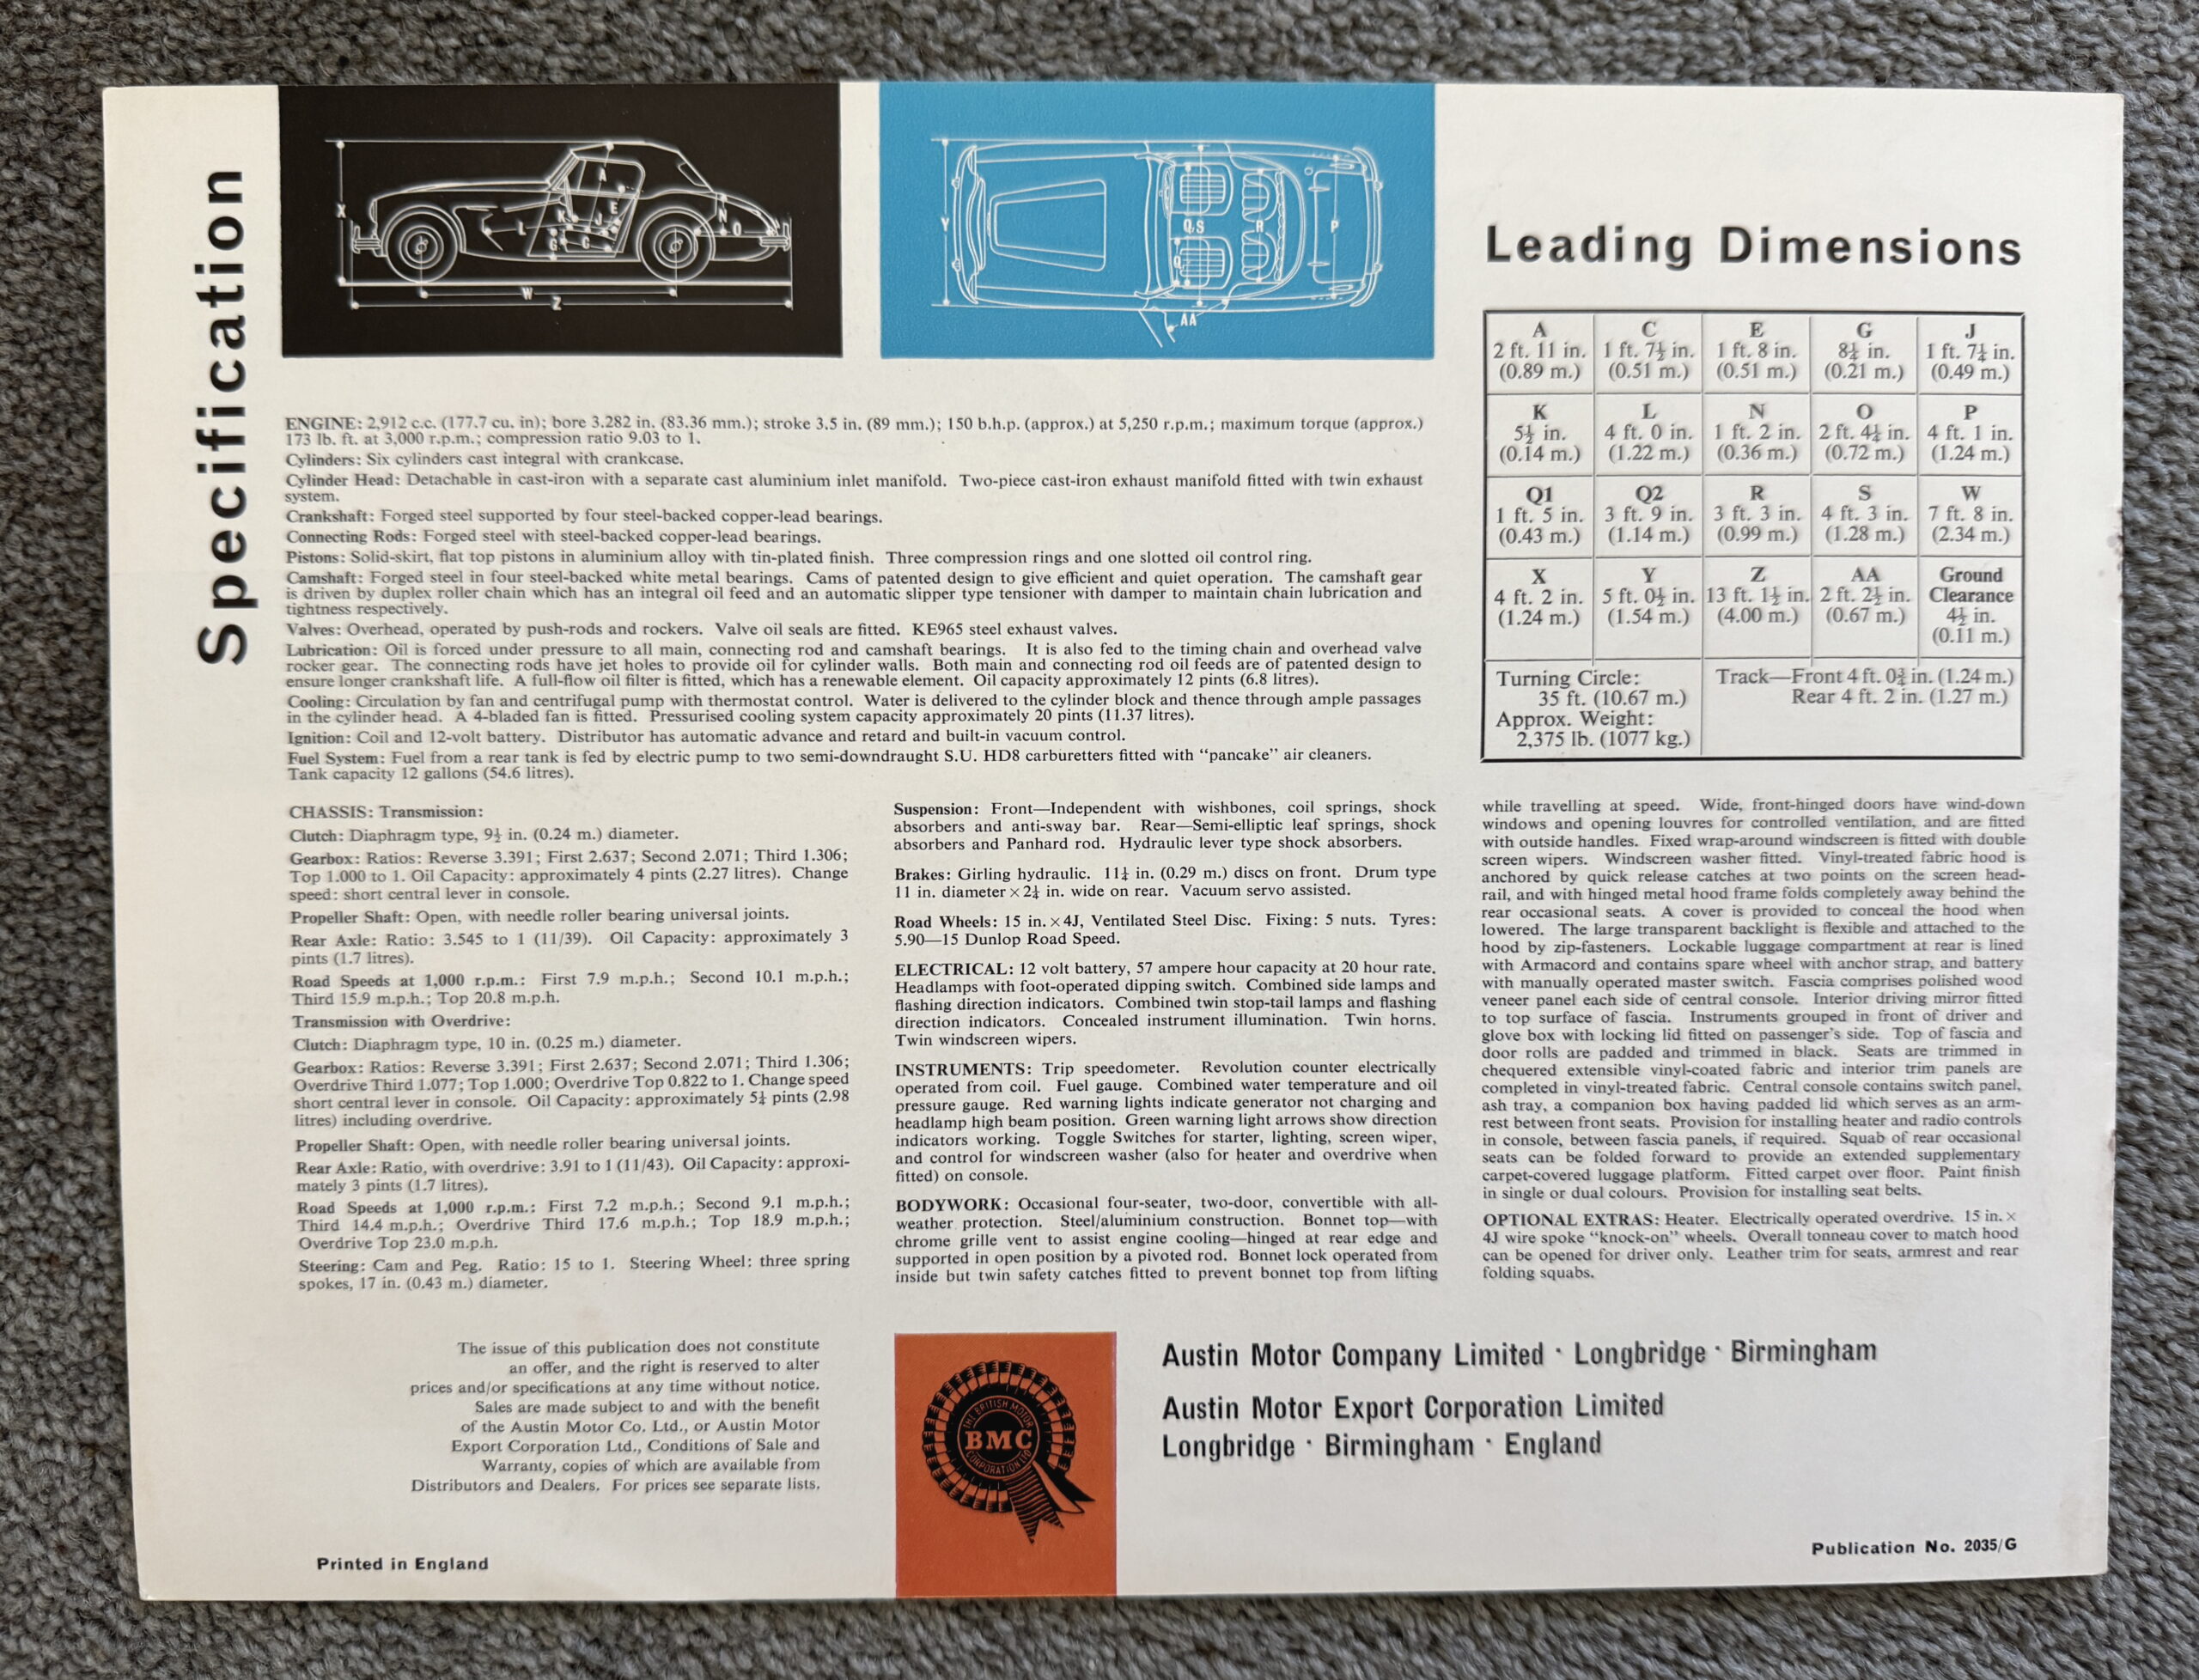 Specification
X
A
K
J
E
L
G
C
N
O
W
Z
Y
Q S
R
P
Q
AA
Leading Dimensions
A C E G J
2 ft. 11 in. 1 ft. 7½ in. 1 ft. 8 in. 8¼ in. 1 ft. 7¼ in.
(0.89 m.) (0.51 m.) (0.51 m.) (0.21 m.) (0.49 m.)
K L N O P
5½ in. 4 ft. 0 in. 1 ft. 2 in. 2 ft. 4¼ in. 4 ft. 1 in.
(0.14 m.) (1.22 m.) (0.36 m.) (0.72 m.) (1.24 m.)
Q1 Q2 R S W
1 ft. 5 in. 3 ft. 9 in. 3 ft. 3 in. 4 ft. 3 in. 7 ft. 8 in.
(0.43 m.) (1.14 m.) (0.99 m.) (1.28 m.) (2.34 m.)
X Y Z AA Ground
4 ft. 2 in. 5 ft. 0½ in. 13 ft. 1½ in. 2 ft. 2½ in. Clearance
(1.24 m.) (1.54 m.) (4.00 m.) (0.67 m.) 4½ in.
(0.11 m.)
Turning Circle:
35 ft. (10.67 m.)
Approx. Weight:
2,375 lb. (1077 kg.)
Track—Front 4 ft. 0¾ in. (1.24 m.)
Rear 4 ft. 2 in. (1.27 m.)
ENGINE: 2,912 c.c. (177.7 cu. in); bore 3.282 in. (83.36 mm.); stroke 3.5 in. (89 mm.); 150 b.h.p. (approx.) at 5,250 r.p.m.; maximum torque (approx.)
173 lb. ft. at 3,000 r.p.m.; compression ratio 9.03 to 1.
Cylinders: Six cylinders cast integral with crankcase.
Cylinder Head: Detachable in cast-iron with a separate cast aluminium inlet manifold. Two-piece cast-iron exhaust manifold fitted with twin exhaust
system.
Crankshaft: Forged steel supported by four steel-backed copper-lead bearings.
Connecting Rods: Forged steel with steel-backed copper-lead bearings.
Pistons: Solid-skirt, flat top pistons in aluminium alloy with tin-plated finish. Three compression rings and one slotted oil control ring.
Camshaft: Forged steel in four steel-backed white metal bearings. Cams of patented design to give efficient and quiet operation. The camshaft gear
is driven by duplex roller chain which has an integral oil feed and an automatic slipper type tensioner with damper to maintain chain lubrication and
tightness respectively.
Valves: Overhead, operated by push-rods and rockers. Valve oil seals are fitted. KE965 steel exhaust valves.
Lubrication: Oil is forced under pressure to all main, connecting rod and camshaft bearings. It is also fed to the timing chain and overhead valve
rocker gear. The connecting rods have jet holes to provide oil for cylinder walls. Both main and connecting rod oil feeds are of patented design to
ensure longer crankshaft life. A full-flow oil filter is fitted, which has a renewable element. Oil capacity approximately 12 pints (6.8 litres).
Cooling: Circulation by fan and centrifugal pump with thermostat control. Water is delivered to the cylinder block and thence through ample passages
in the cylinder head. A 4-bladed fan is fitted. Pressurised cooling system capacity approximately 20 pints (11.37 litres).
Ignition: Coil and 12-volt battery. Distributor has automatic advance and retard and built-in vacuum control.
Fuel System: Fuel from a rear tank is fed by electric pump to two semi-downdraught S.U. HD8 carburetters fitted with “pancake” air cleaners.
Tank capacity 12 gallons (54.6 litres).
CHASSIS: Transmission:
Clutch: Diaphragm type, 9½ in. (0.24 m.) diameter.
Gearbox: Ratios: Reverse 3.391; First 2.637; Second 2.071; Third 1.306;
Top 1.000 to 1. Oil Capacity: approximately 4 pints (2.27 litres). Change
speed: short central lever in console.
Propeller Shaft: Open, with needle roller bearing universal joints.
Rear Axle: Ratio: 3.545 to 1 (11/39). Oil Capacity: approximately 3
pints (1.7 litres).
Road Speeds at 1,000 r.p.m.: First 7.9 m.p.h.; Second 10.1 m.p.h.;
Third 15.9 m.p.h.; Top 20.8 m.p.h.
Transmission with Overdrive:
Clutch: Diaphragm type, 10 in. (0.25 m.) diameter.
Gearbox: Ratios: Reverse 3.391; First 2.637; Second 2.071; Third 1.306;
Overdrive Third 1.077; Top 1.000; Overdrive Top 0.822 to 1. Change speed
short central lever in console. Oil Capacity: approximately 5¼ pints (2.98
litres) including overdrive.
Propeller Shaft: Open, with needle roller bearing universal joints.
Rear Axle: Ratio, with overdrive: 3.91 to 1 (11/43). Oil Capacity: approxi-
mately 3 pints (1.7 litres).
Road Speeds at 1,000 r.p.m.: First 7.2 m.p.h.; Second 9.1 m.p.h.;
Third 14.4 m.p.h.; Overdrive Third 17.6 m.p.h.; Top 18.9 m.p.h.;
Overdrive Top 23.0 m.p.h.
Steering: Cam and Peg. Ratio: 15 to 1. Steering Wheel: three spring
spokes, 17 in. (0.43 m.) diameter.
Suspension: Front—Independent with wishbones, coil springs, shock
absorbers and anti-sway bar. Rear—Semi-elliptic leaf springs, shock
absorbers and Panhard rod. Hydraulic lever type shock absorbers.
Brakes: Girling hydraulic. 11¼ in. (0.29 m.) discs on front. Drum type
11 in. diameter × 2¼ in. wide on rear. Vacuum servo assisted.
Road Wheels: 15 in. × 4J, Ventilated Steel Disc. Fixing: 5 nuts. Tyres:
5.90—15 Dunlop Road Speed.
ELECTRICAL: 12 volt battery, 57 ampere hour capacity at 20 hour rate.
Headlamps with foot-operated dipping switch. Combined side lamps and
flashing direction indicators. Combined twin stop-tail lamps and flashing
direction indicators. Concealed instrument illumination. Twin horns.
Twin windscreen wipers.
INSTRUMENTS: Trip speedometer. Revolution counter electrically
operated from coil. Fuel gauge. Combined water temperature and oil
pressure gauge. Red warning lights indicate generator not charging and
headlamp high beam position. Green warning light arrows show direction
indicators working. Toggle Switches for starter, lighting, screen wiper,
and control for windscreen washer (also for heater and overdrive when
fitted) on console.
BODYWORK: Occasional four-seater, two-door, convertible with all-
weather protection. Steel/aluminium construction. Bonnet top—with
chrome grille vent to assist engine cooling—hinged at rear edge and
supported in open position by a pivoted rod. Bonnet lock operated from
inside but twin safety catches fitted to prevent bonnet top from lifting
while travelling at speed. Wide, front-hinged doors have wind-down
windows and opening louvres for controlled ventilation, and are fitted
with outside handles. Fixed wrap-around windscreen is fitted with double
screen wipers. Windscreen washer fitted. Vinyl-treated fabric hood is
anchored by quick release catches at two points on the screen head-
rail, and with hinged metal hood frame folds completely away behind the
rear occasional seats. A cover is provided to conceal the hood when
lowered. The large transparent backlight is flexible and attached to the
hood by zip-fasteners. Lockable luggage compartment at rear is lined
with Armacord and contains spare wheel with anchor strap, and battery
with manually operated master switch. Fascia comprises polished wood
veneer panel each side of central console. Interior driving mirror fitted
to top surface of fascia. Instruments grouped in front of driver and
glove box with locking lid fitted on passenger's side. Top of fascia and
door rolls are padded and trimmed in black. Seats are trimmed in
chequered extensible vinyl-coated fabric and interior trim panels are
completed in vinyl-treated fabric. Central console contains switch panel,
ash tray, a companion box having padded lid which serves as an arm-
rest between front seats. Provision for installing heater and radio controls
in console, between fascia panels, if required. Squab of rear occasional
seats can be folded forward to provide an extended supplementary
carpet-covered luggage platform. Fitted carpet over floor. Paint finish
in single or dual colours. Provision for installing seat belts.
OPTIONAL EXTRAS: Heater. Electrically operated overdrive. 15 in. ×
4J wire spoke “knock-on” wheels. Overall tonneau cover to match hood
can be opened for driver only. Leather trim for seats, armrest and rear
folding squabs.
The issue of this publication does not constitute
an offer, and the right is reserved to alter
prices and/or specifications at any time without notice.
Sales are made subject to and with the benefit
of the Austin Motor Co. Ltd., or Austin Motor
Export Corporation Ltd., Conditions of Sale and
Warranty, copies of which are available from
Distributors and Dealers. For prices see separate lists.
Printed in England
THE BRITISH MOTOR
BMC
CORPORATION LTD
Austin Motor Company Limited · Longbridge · Birmingham
Austin Motor Export Corporation Limited
Longbridge · Birmingham · England
Publication No. 2035/G